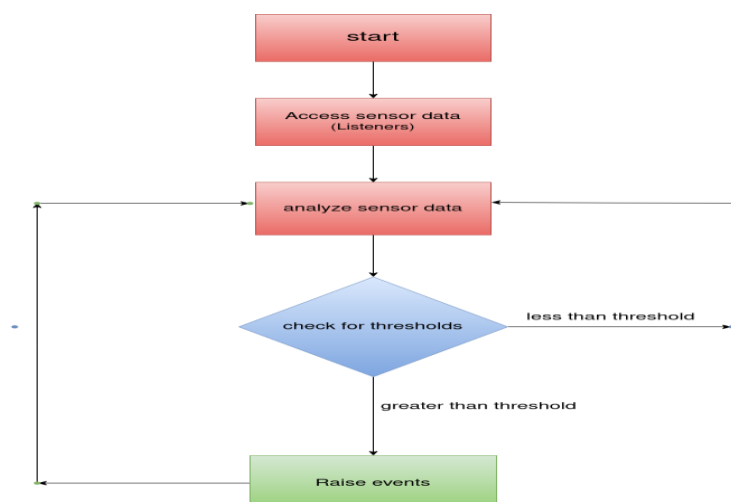 start
Access sensor data
(Listeners)
analyze sensor data
check for thresholds
less than threshold
greater than threshold
Raise events